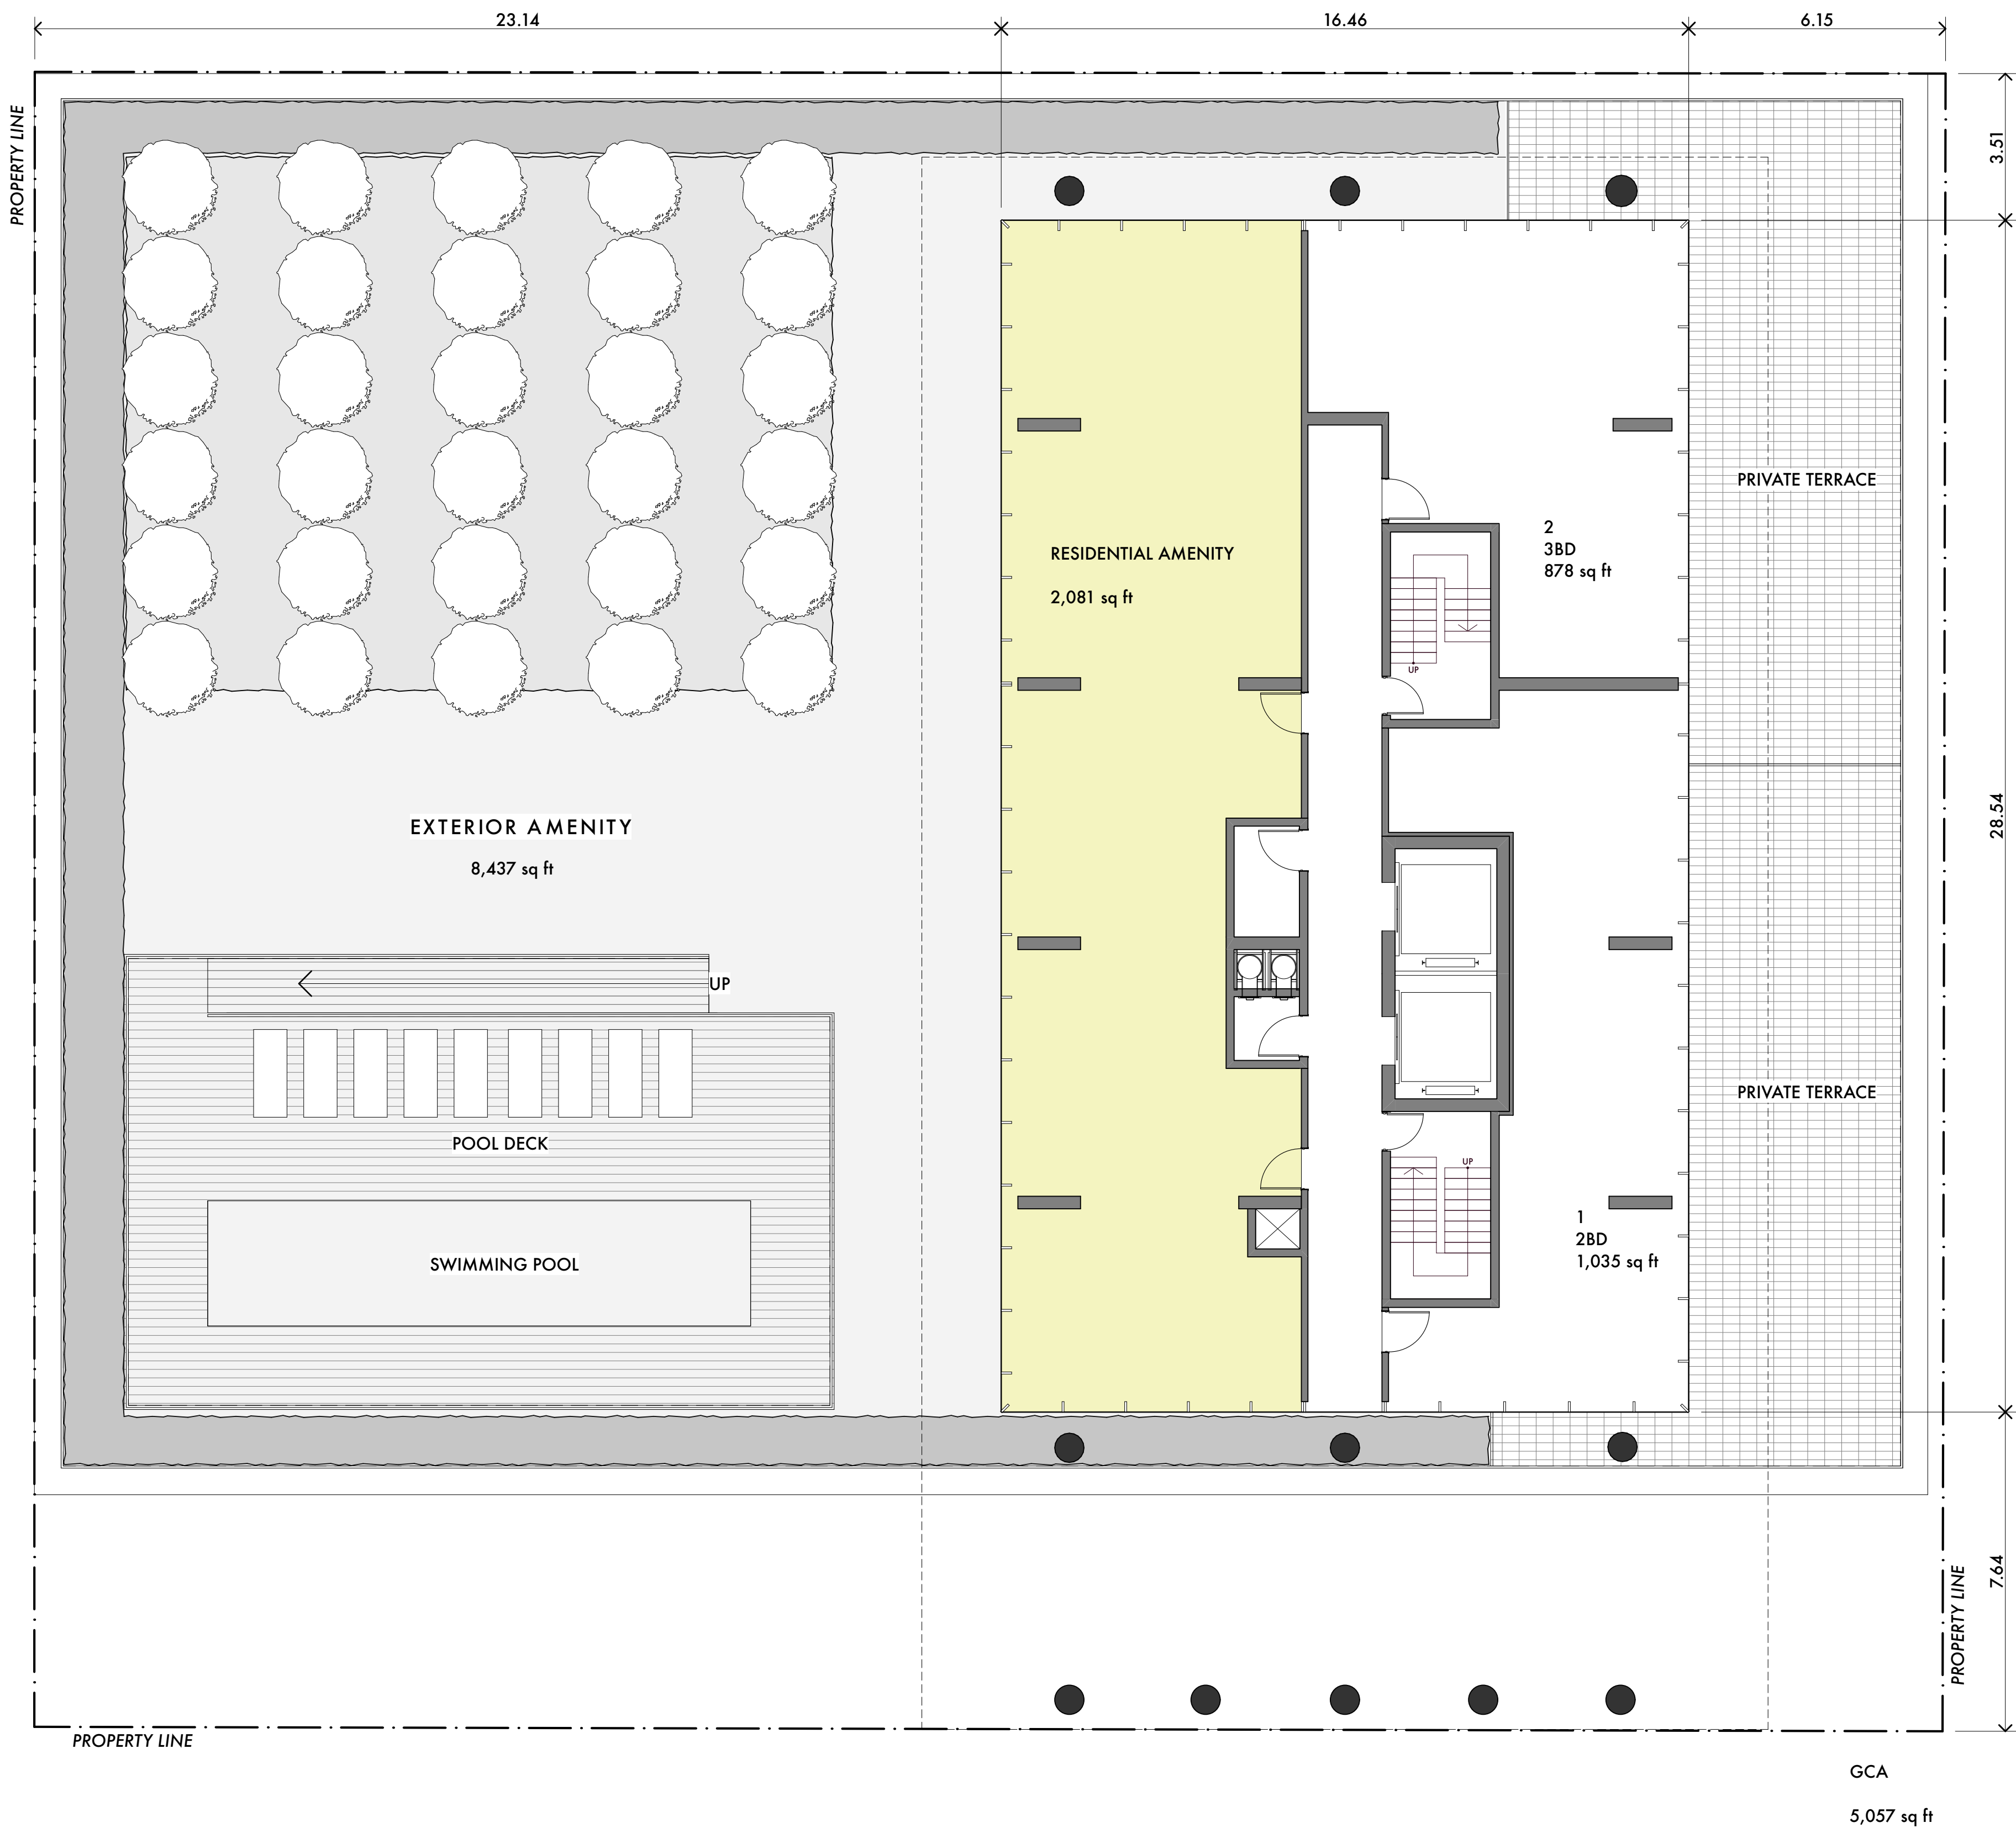 23.14
16.46
6.15
PROPERTY LINE
3.51
PRIVATE TERRACE
2
3BD
878 sq ft
RESIDENTIAL AMENITY
2,081 sq ft
UP
EXTERIOR AMENITY
8,437 sq ft
28.54
UP
PRIVATE TERRACE
POOL DECK
UP
1
2BD
1,035 sq ft
SWIMMING POOL
7.64
PROPERTY LINE
PROPERTY LINE
GCA
5,057 sq ft